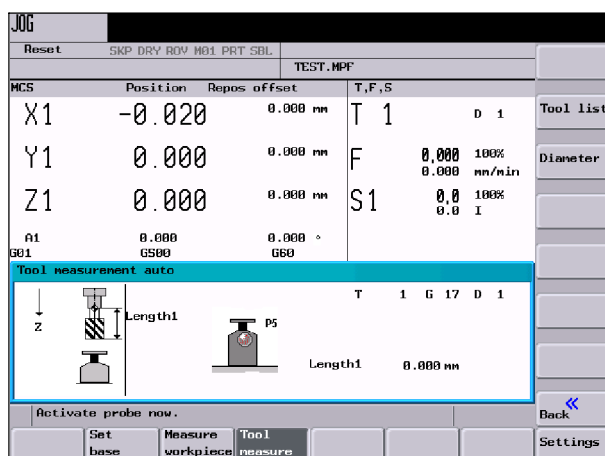 JOG
Reset SKP DRY ROV M01 PRT SBL
TEST.MPF
MCS Position Repos offset T,F,S
X1 -0.020 0.000 mm T 1 D 1 Tool list
Y1 0.000 0.000 mm F 0,000 100% Diameter
0.000 mm/min
Z1 0.000 0.000 mm S1 0,0 100%
0.0 I
A1 0.000 0.000 °
G01 G500 G60
Tool measurement auto
T 1 G 17 D 1
Z Length1 P5
Length1 0.000 mm
Activate probe now.
Back
Set Measure Tool Settings
base workpiece measure